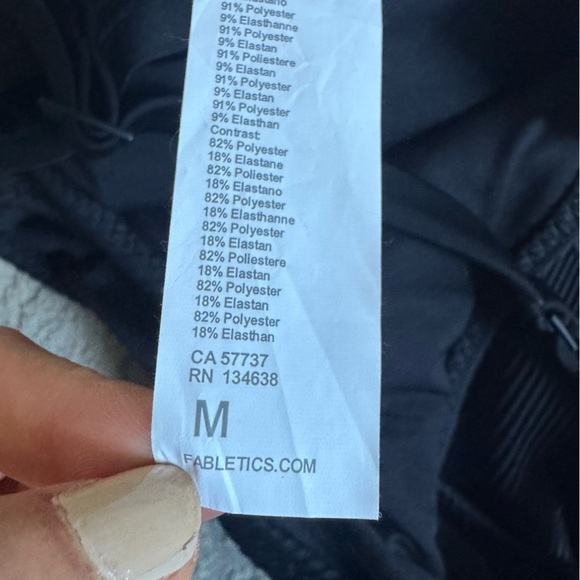 91% Polyester
9% Elasthanne
91% Polyester
9% Elastan
91% Poliestere
9% Elastan
91% Polyester
9% Elastan
91% Polyester
9% Elasthan
Contrast:
82% Polyester
18% Elastane
82% Poliester
18% Elastano
82% Polyester
18% Elasthanne
82% Polyester
18% Elastan
82% Poliestere
18% Elastan
82% Polyester
18% Elastan
82% Polyester
18% Elasthan
CA 57737
RN 134638
M
FABLETICS.COM